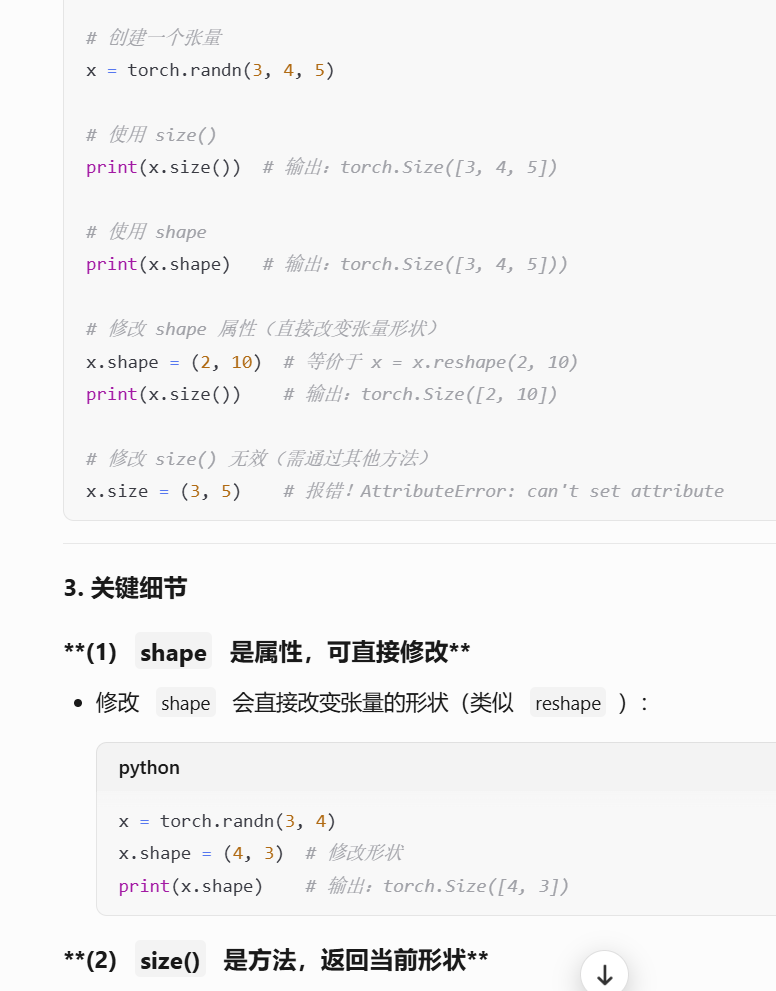 # 创建一个张量
x = torch.randn(3, 4, 5)
# 使用 size()
print(x.size())  # 输出：torch.Size([3, 4, 5])
# 使用 shape
print(x.shape)   # 输出：torch.Size([3, 4, 5]))
# 修改 shape 属性（直接改变张量形状）
x.shape = (2, 10)  # 等价于 x = x.reshape(2, 10)
print(x.size())    # 输出：torch.Size([2, 10])
# 修改 size() 无效（需通过其他方法）
x.size = (3, 5)    # 报错！AttributeError: can't set attribute
3. 关键细节
**(1) shape 是属性，可直接修改**
• 修改 shape 会直接改变张量的形状（类似 reshape ）：
python
x = torch.randn(3, 4)
x.shape = (4, 3)  # 修改形状
print(x.shape)    # 输出：torch.Size([4, 3])
**(2) size() 是方法，返回当前形状**